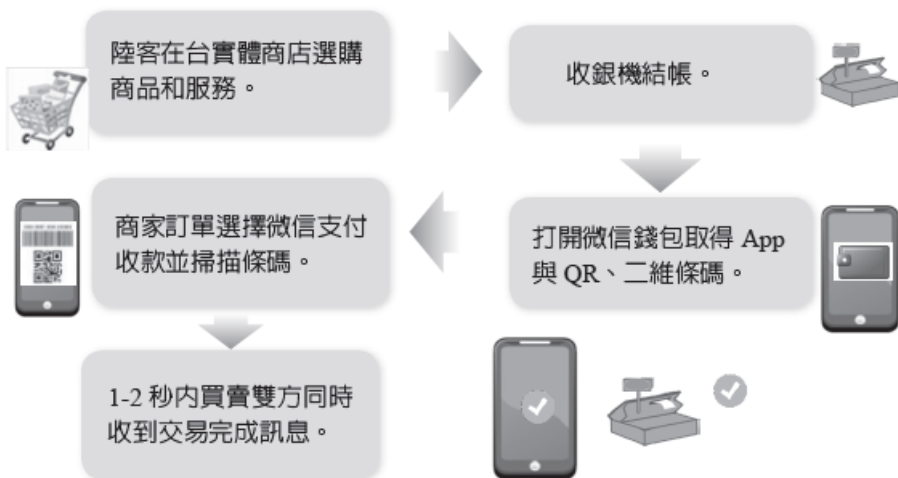 陸客在台實體商店選購
商品和服務。
收銀機結帳。
打開微信錢包取得 App
與 QR、二維條碼。
商家訂單選擇微信支付
收款並掃描條碼。
1-2 秒内買賣雙方同時
收到交易完成訊息。